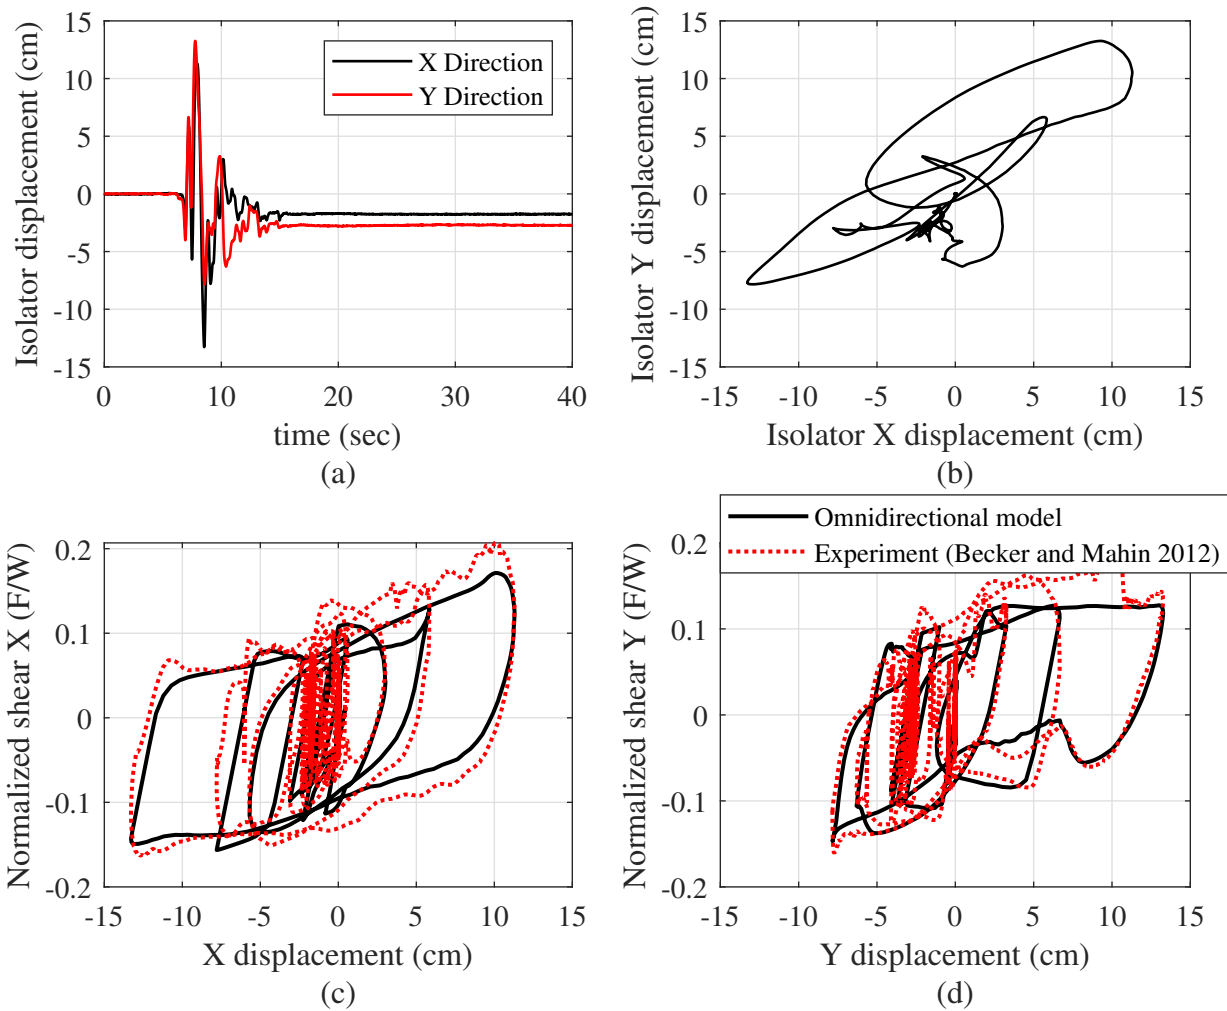 Isolator displacement (cm)
15
10
5
0
-5
-10
-15
X Direction
Y Direction
0 10 20 30 40
time (sec)
(a)
Isolator Y displacement (cm)
15
10
5
0
-5
-10
-15
-15 -10 -5 0 5 10 15
Isolator X displacement (cm)
(b)
Normalized shear X (F/W)
0.2
0.1
0
-0.1
-0.2
-15 -10 -5 0 5 10 15
X displacement (cm)
(c)
Omnidirectional model
Experiment (Becker and Mahin 2012)
Normalized shear Y (F/W)
0.2
0.1
0
-0.1
-0.2
-15 -10 -5 0 5 10 15
Y displacement (cm)
(d)